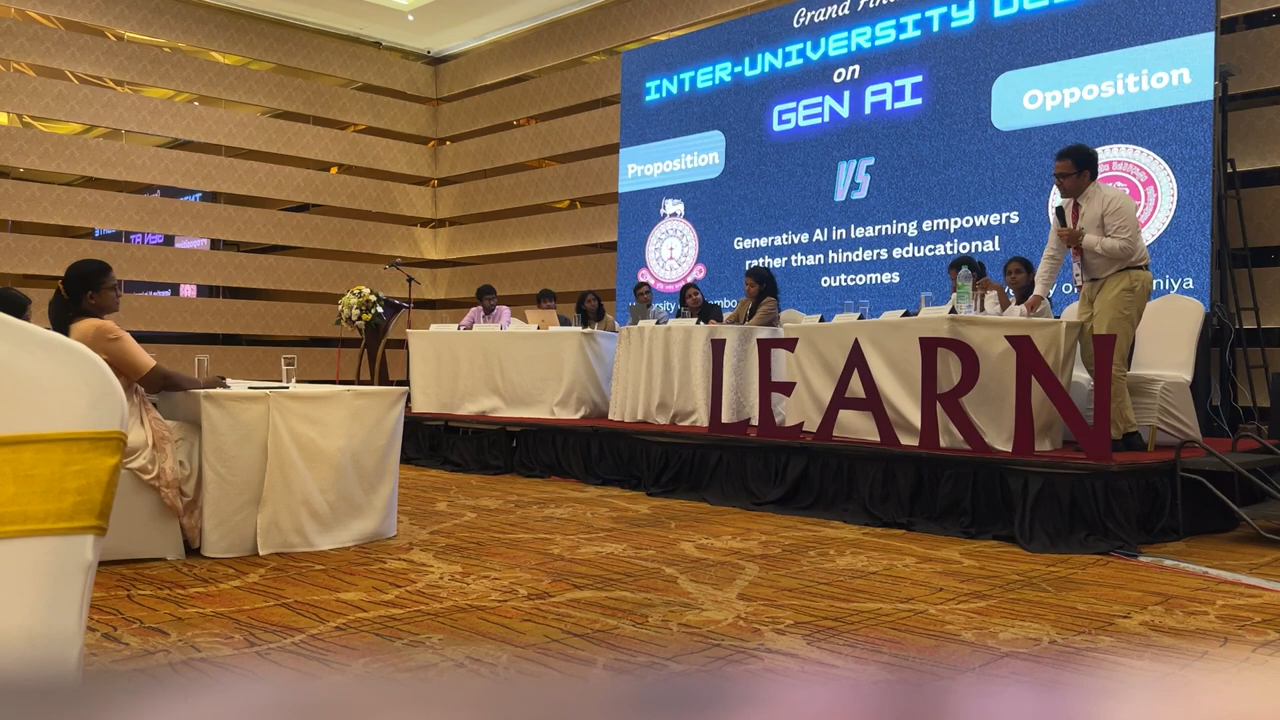 Grand
INTER-UNIVERSITY
on
GEN AI
Opposition
Proposition
VS
Generative AI in learning empowers
rather than hinders educational
outcomes
LEARN